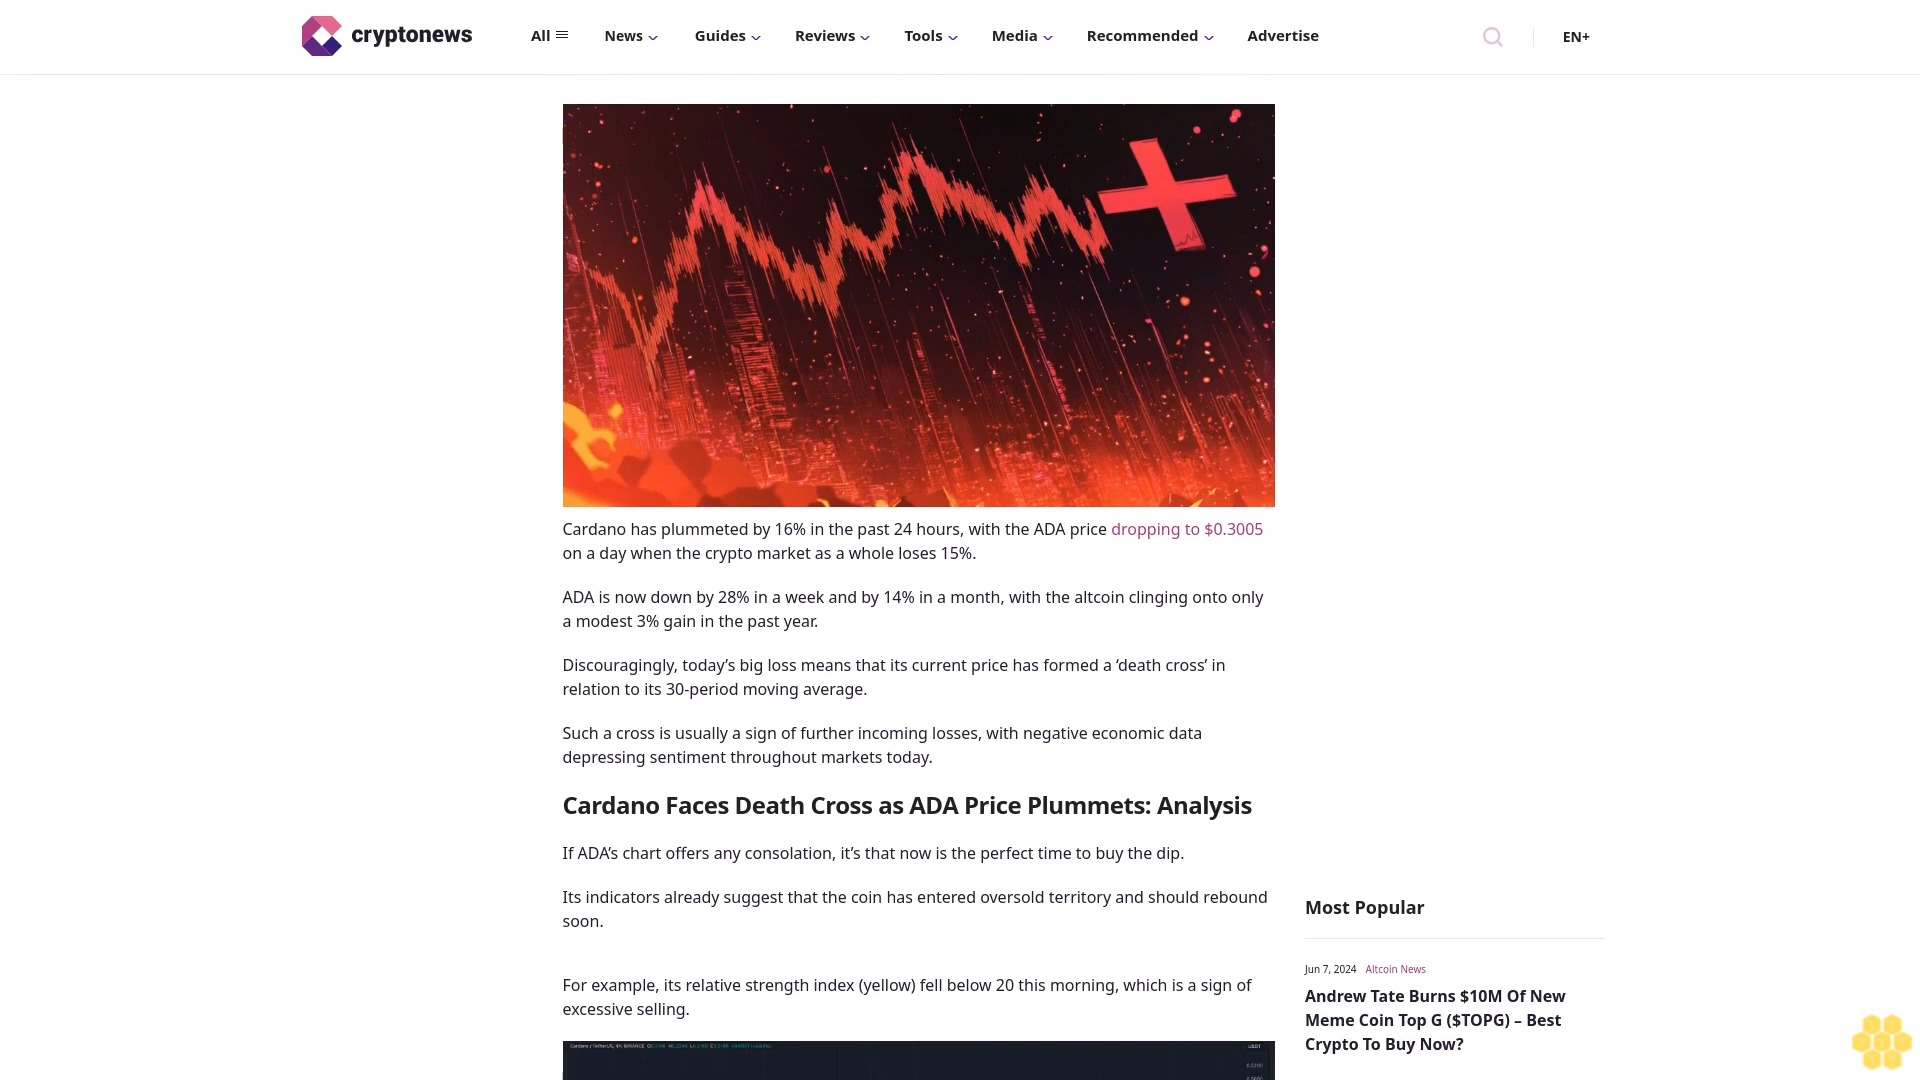 cryptonews
All
News
Guides
Reviews
Tools
Media
Recommended
Advertise
EN+
Cardano has plummeted by 16% in the past 24 hours, with the ADA price dropping to $0.3005
on a day when the crypto market as a whole loses 15%.
ADA is now down by 28% in a week and by 14% in a month, with the altcoin clinging onto only
a modest 3% gain in the past year.
Discouragingly, today’s big loss means that its current price has formed a ‘death cross’ in
relation to its 30-period moving average.
Such a cross is usually a sign of further incoming losses, with negative economic data
depressing sentiment throughout markets today.
Cardano Faces Death Cross as ADA Price Plummets: Analysis
If ADA’s chart offers any consolation, it’s that now is the perfect time to buy the dip.
Its indicators already suggest that the coin has entered oversold territory and should rebound
soon.
For example, its relative strength index (yellow) fell below 20 this morning, which is a sign of
excessive selling.
Most Popular
Jun 7, 2024 Altcoin News
Andrew Tate Burns $10M Of New
Meme Coin Top G ($TOPG) – Best
Crypto To Buy Now?